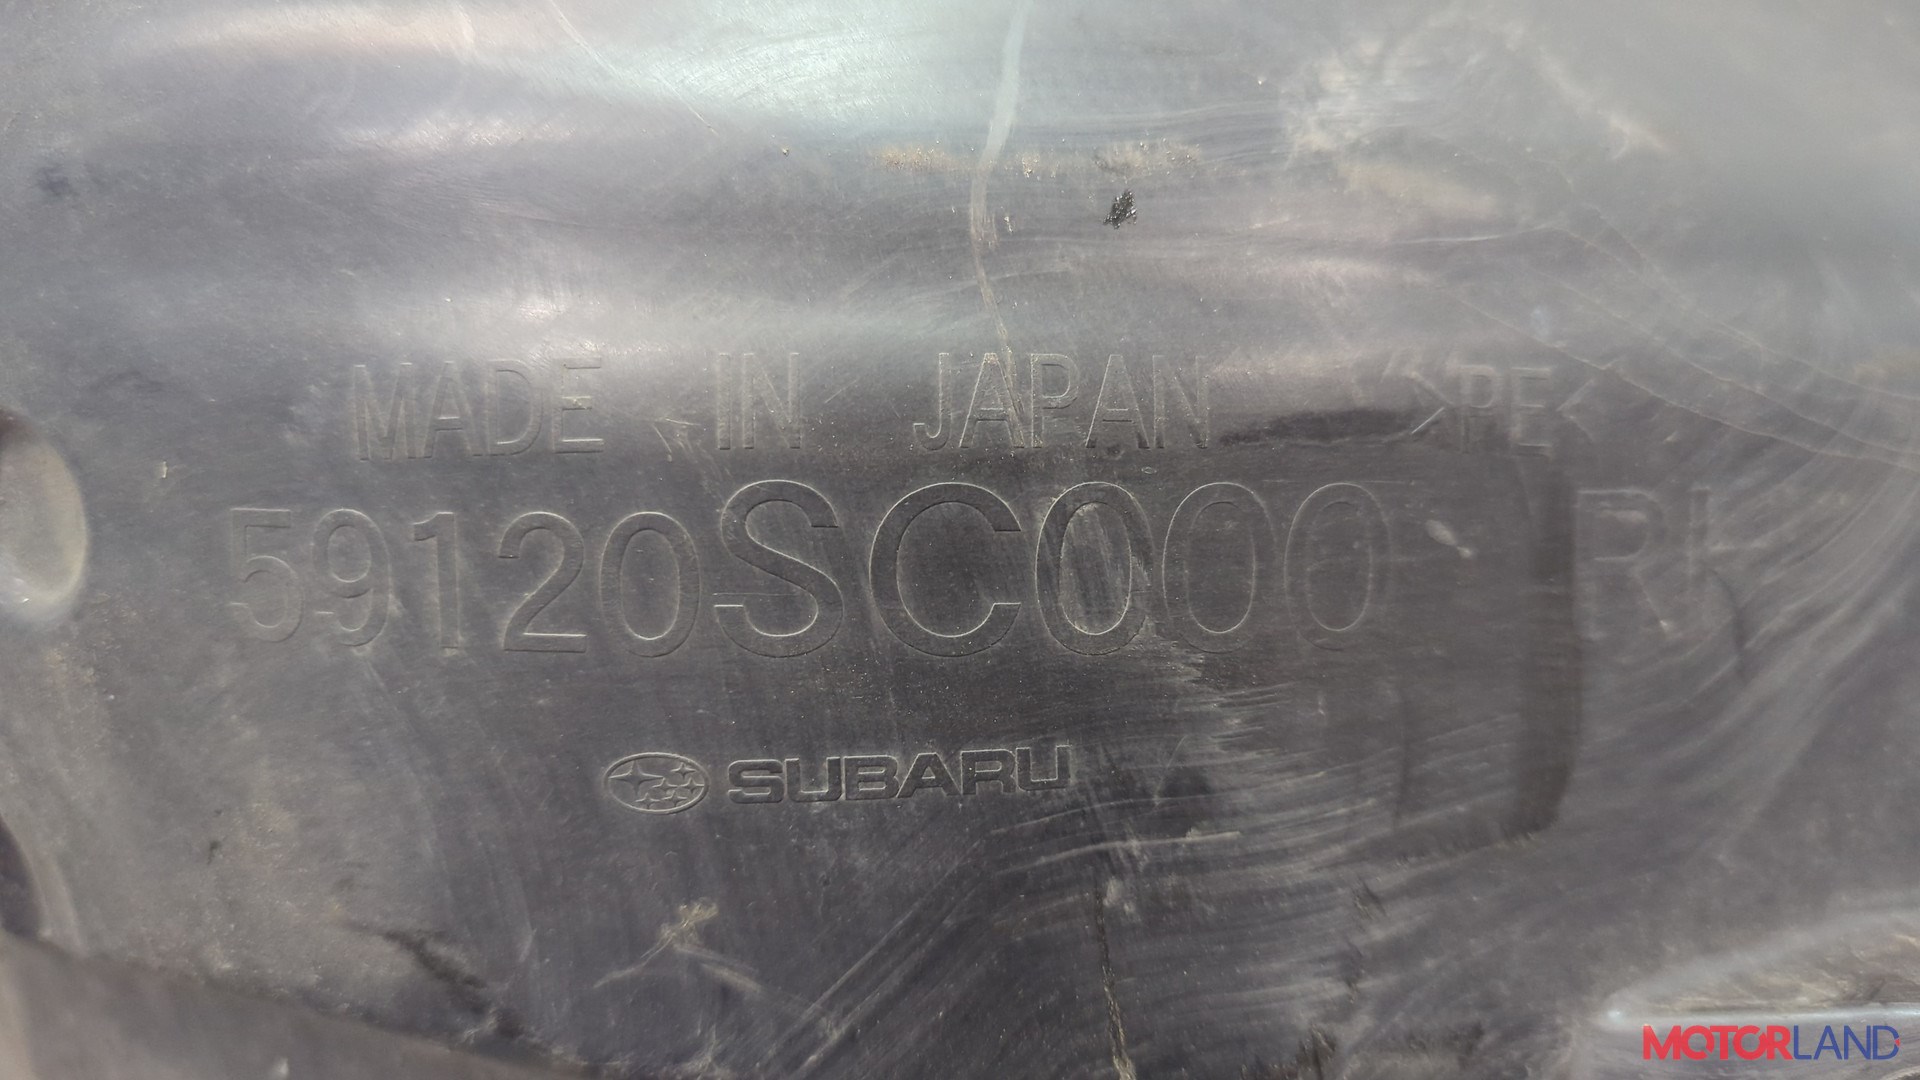 MADE IN JAPAN >PE<
59120SC000 RH
SUBARU
MOTORLAND